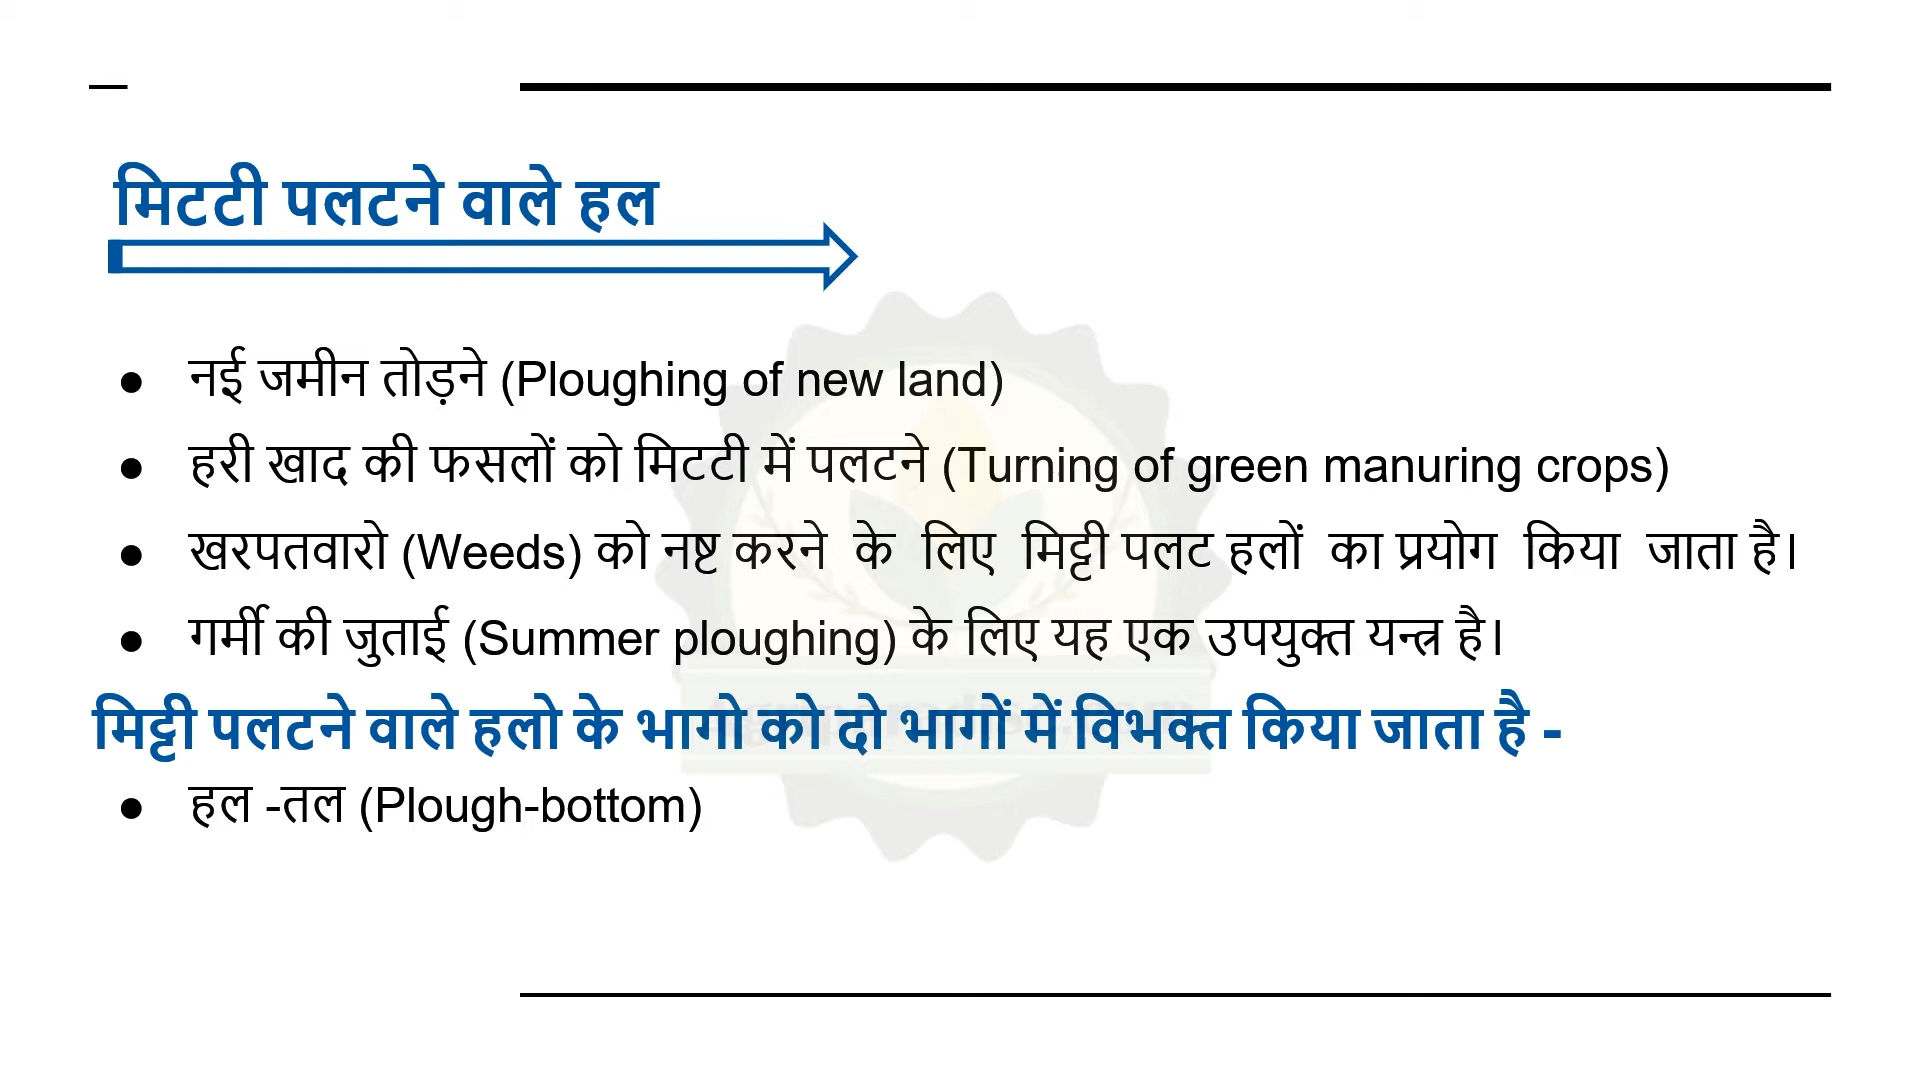 मिटटी पलटने वाले हल
● नई जमीन तोड़ने (Ploughing of new land)
● हरी खाद की फसलों को मिटटी में पलटने (Turning of green manuring crops)
● खरपतवारो (Weeds) को नष्ट करने के लिए मिट्टी पलट हलों का प्रयोग किया जाता है।
● गर्मी की जुताई (Summer ploughing) के लिए यह एक उपयुक्त यन्त्र है।
मिट्टी पलटने वाले हलो के भागो को दो भागों में विभक्त किया जाता है -
● हल -तल (Plough-bottom)